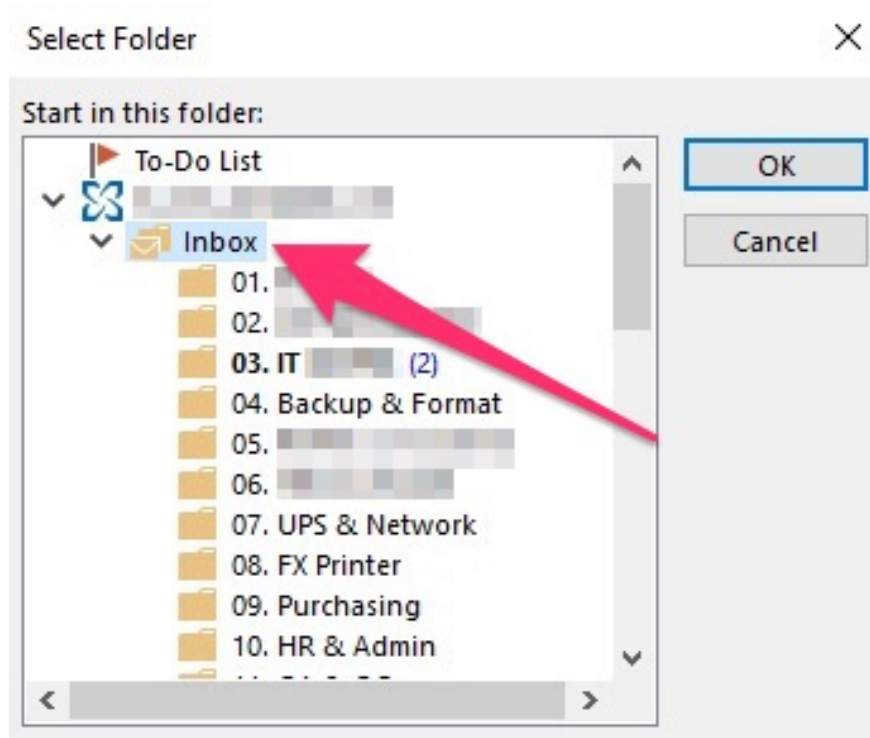 Select Folder
Start in this folder:
To-Do List
OK
Inbox
Cancel
01.
02.
03. IT (2)
04. Backup & Format
05.
06.
07. UPS & Network
08. FX Printer
09. Purchasing
10. HR & Admin